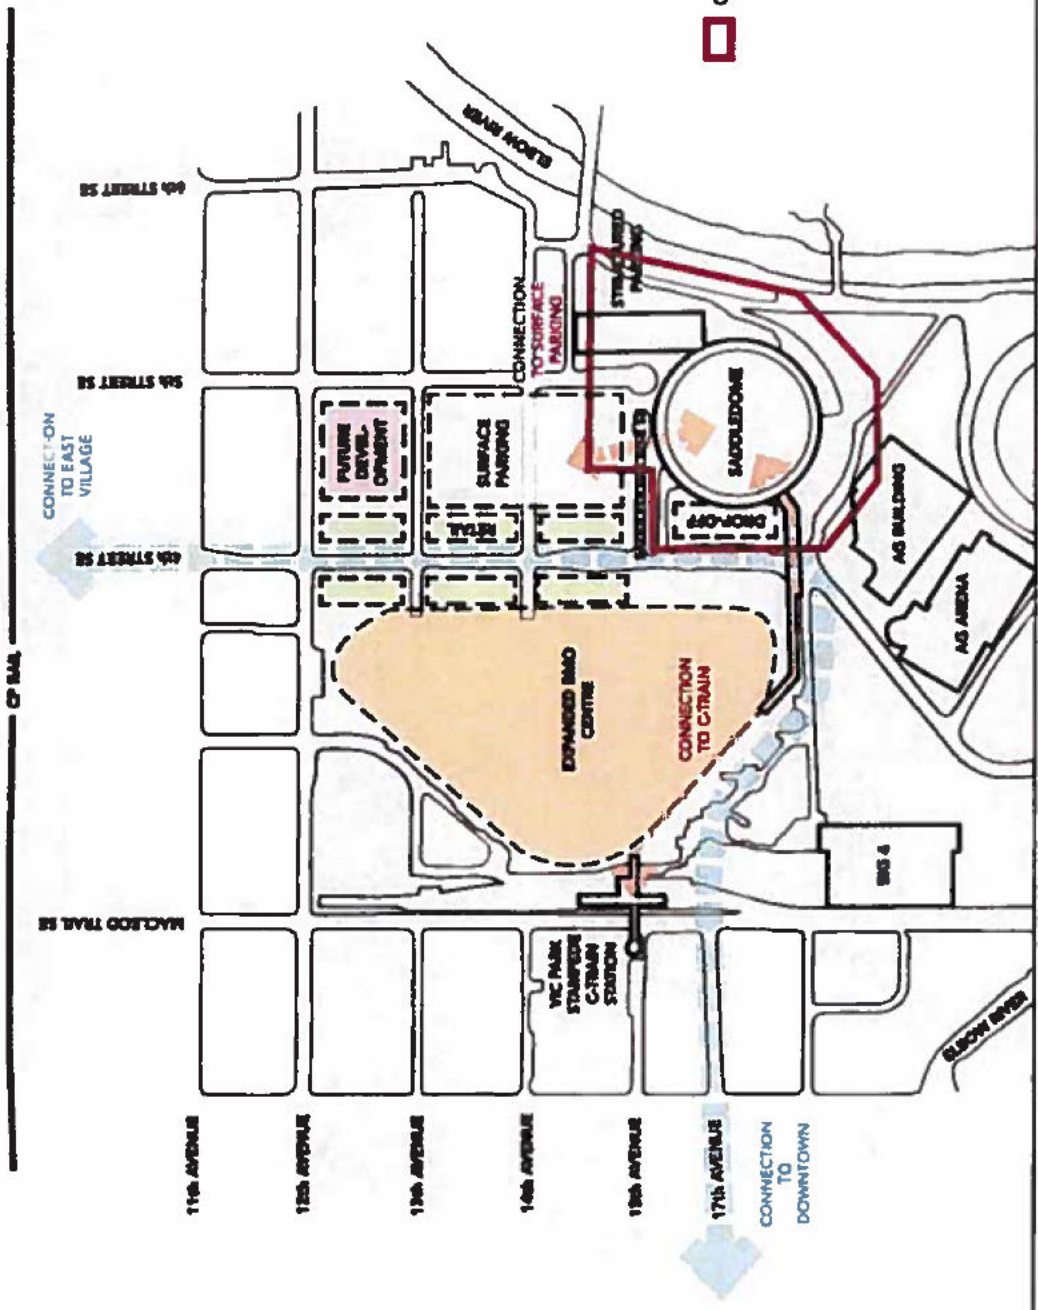 CP RAIL
MACLEOD TRAIL SE
4th STREET SE
5th STREET SE
6th STREET SE
CONNECTION
TO EAST
VILLAGE
ELBOW RIVER
FUTURE
DEVEL-
OPMENT
SURFACE
PARKING
RETAIL
CONNECTION
TO SURFACE
PARKING
STRUCTURED
PARKING
SADDLEDOME
DROP-OFF
AG BUILDING
AG ARENA
EXPANDED BMO
CENTRE
CONNECTION
TO C-TRAIN
BIG 4
VIC PARK
STAMPEDE
C-TRAIN
STATION
ELBOW RIVER
11th AVENUE
12th AVENUE
13th AVENUE
14th AVENUE
15th AVENUE
17th AVENUE
CONNECTION
TO
DOWNTOWN